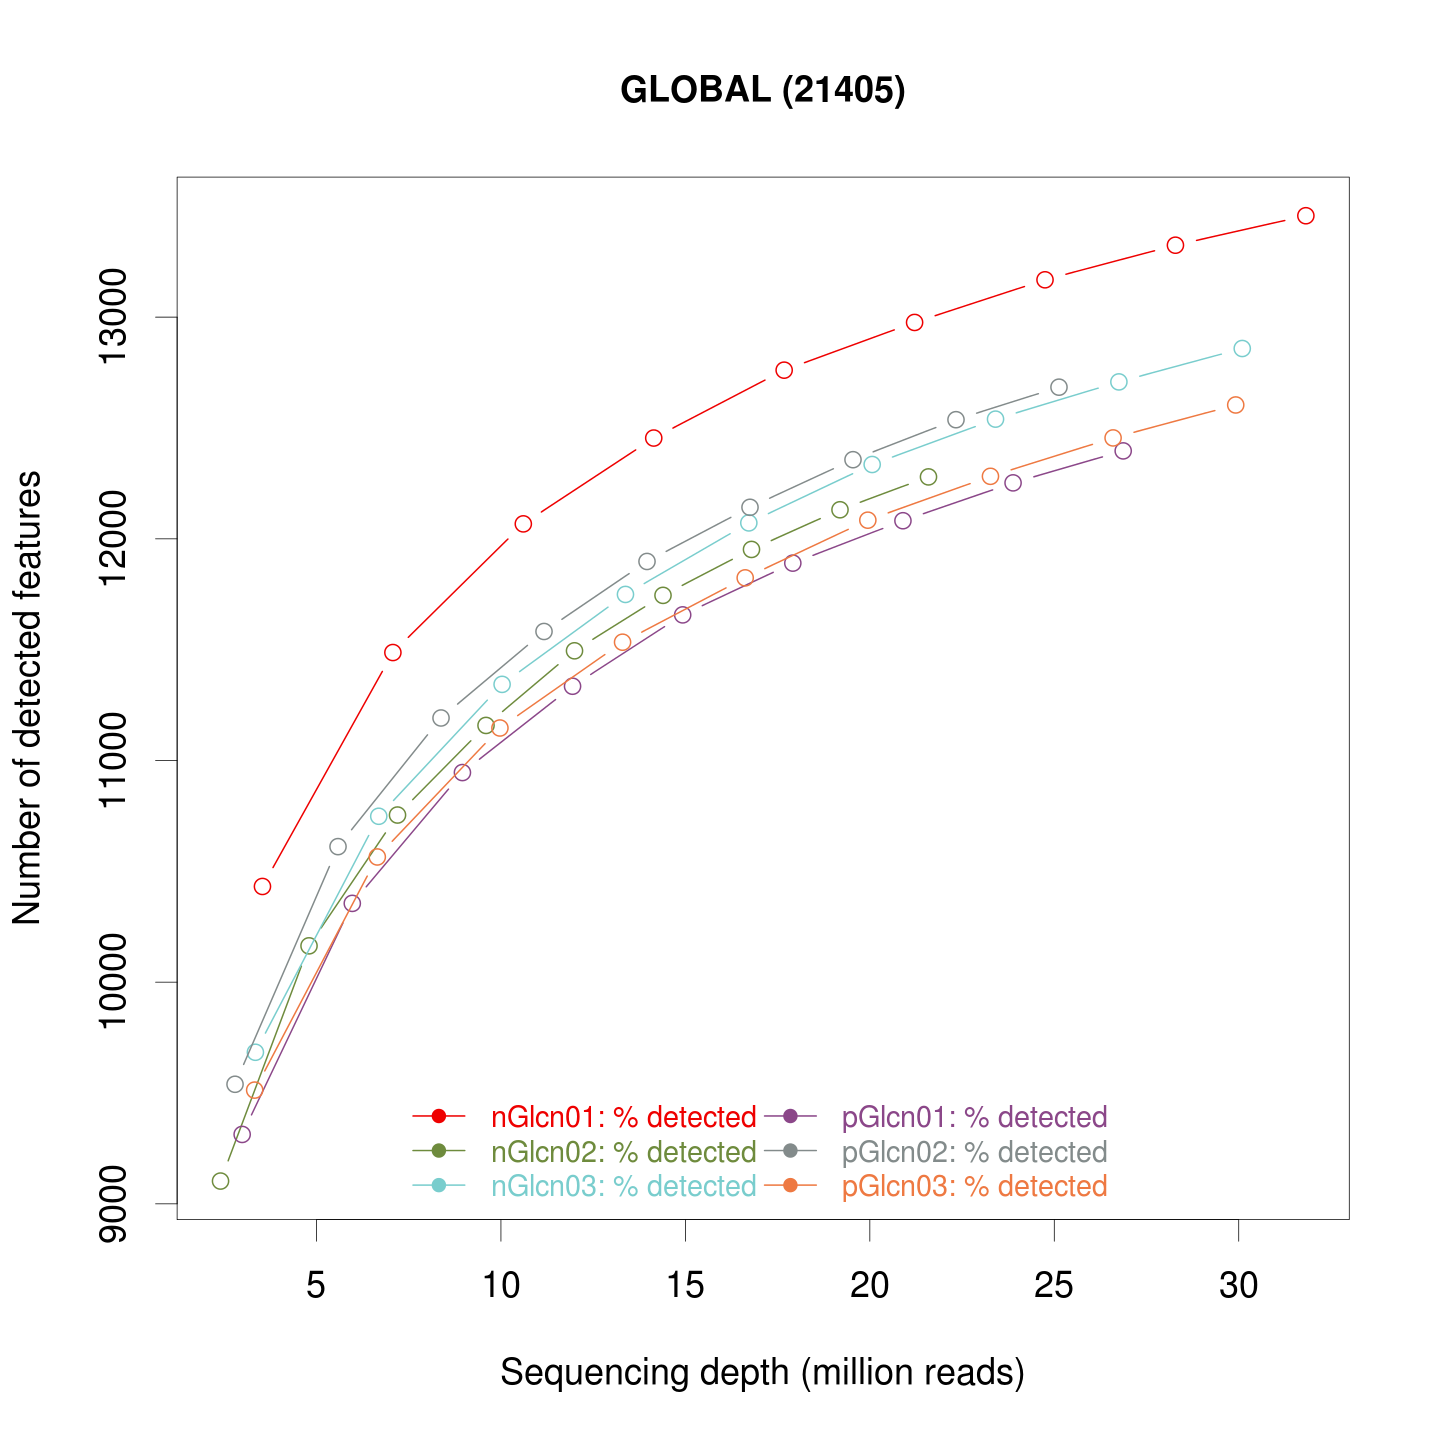 GLOBAL (21405)
Number of detected features
13000
12000
11000
10000
9000
nGlcn01: % detected
nGlcn02: % detected
nGlcn03: % detected
pGlcn01: % detected
pGlcn02: % detected
pGlcn03: % detected
5 10 15 20 25 30
Sequencing depth (million reads)